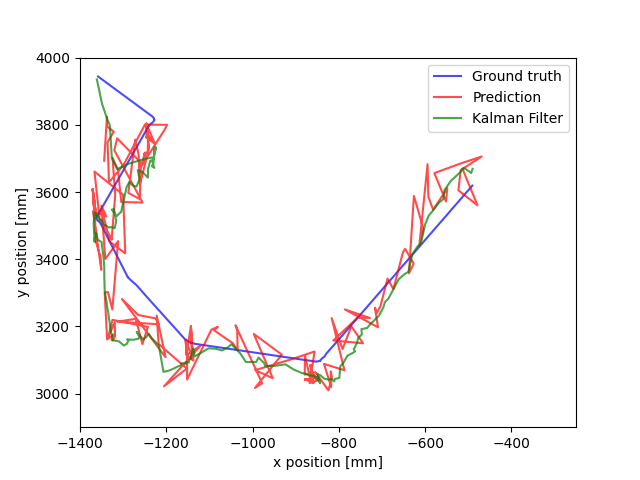 4000
3800
3600
3400
3200
3000
y position [mm]
−1400
−1200
−1000
−800
−600
−400
x position [mm]
Ground truth
Prediction
Kalman Filter